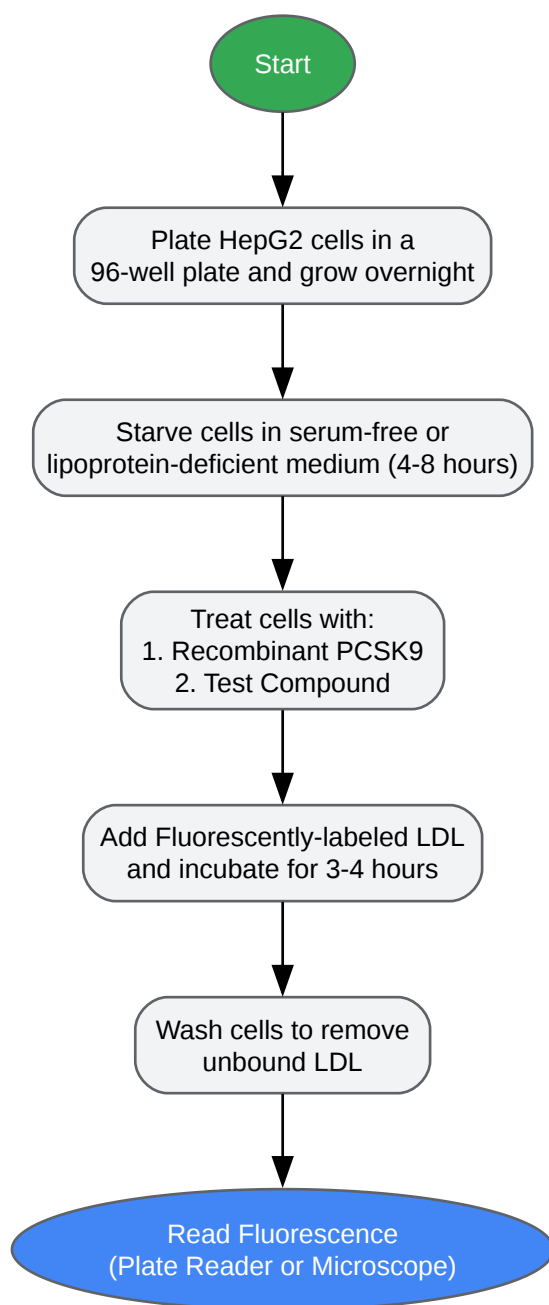 Start
Plate HepG2 cells in a
96-well plate and grow overnight
Starve cells in serum-free or
lipoprotein-deficient medium (4-8 hours)
Treat cells with:
1. Recombinant PCSK9
2. Test Compound
Add Fluorescently-labeled LDL
and incubate for 3-4 hours
Wash cells to remove
unbound LDL
Read Fluorescence
(Plate Reader or Microscope)